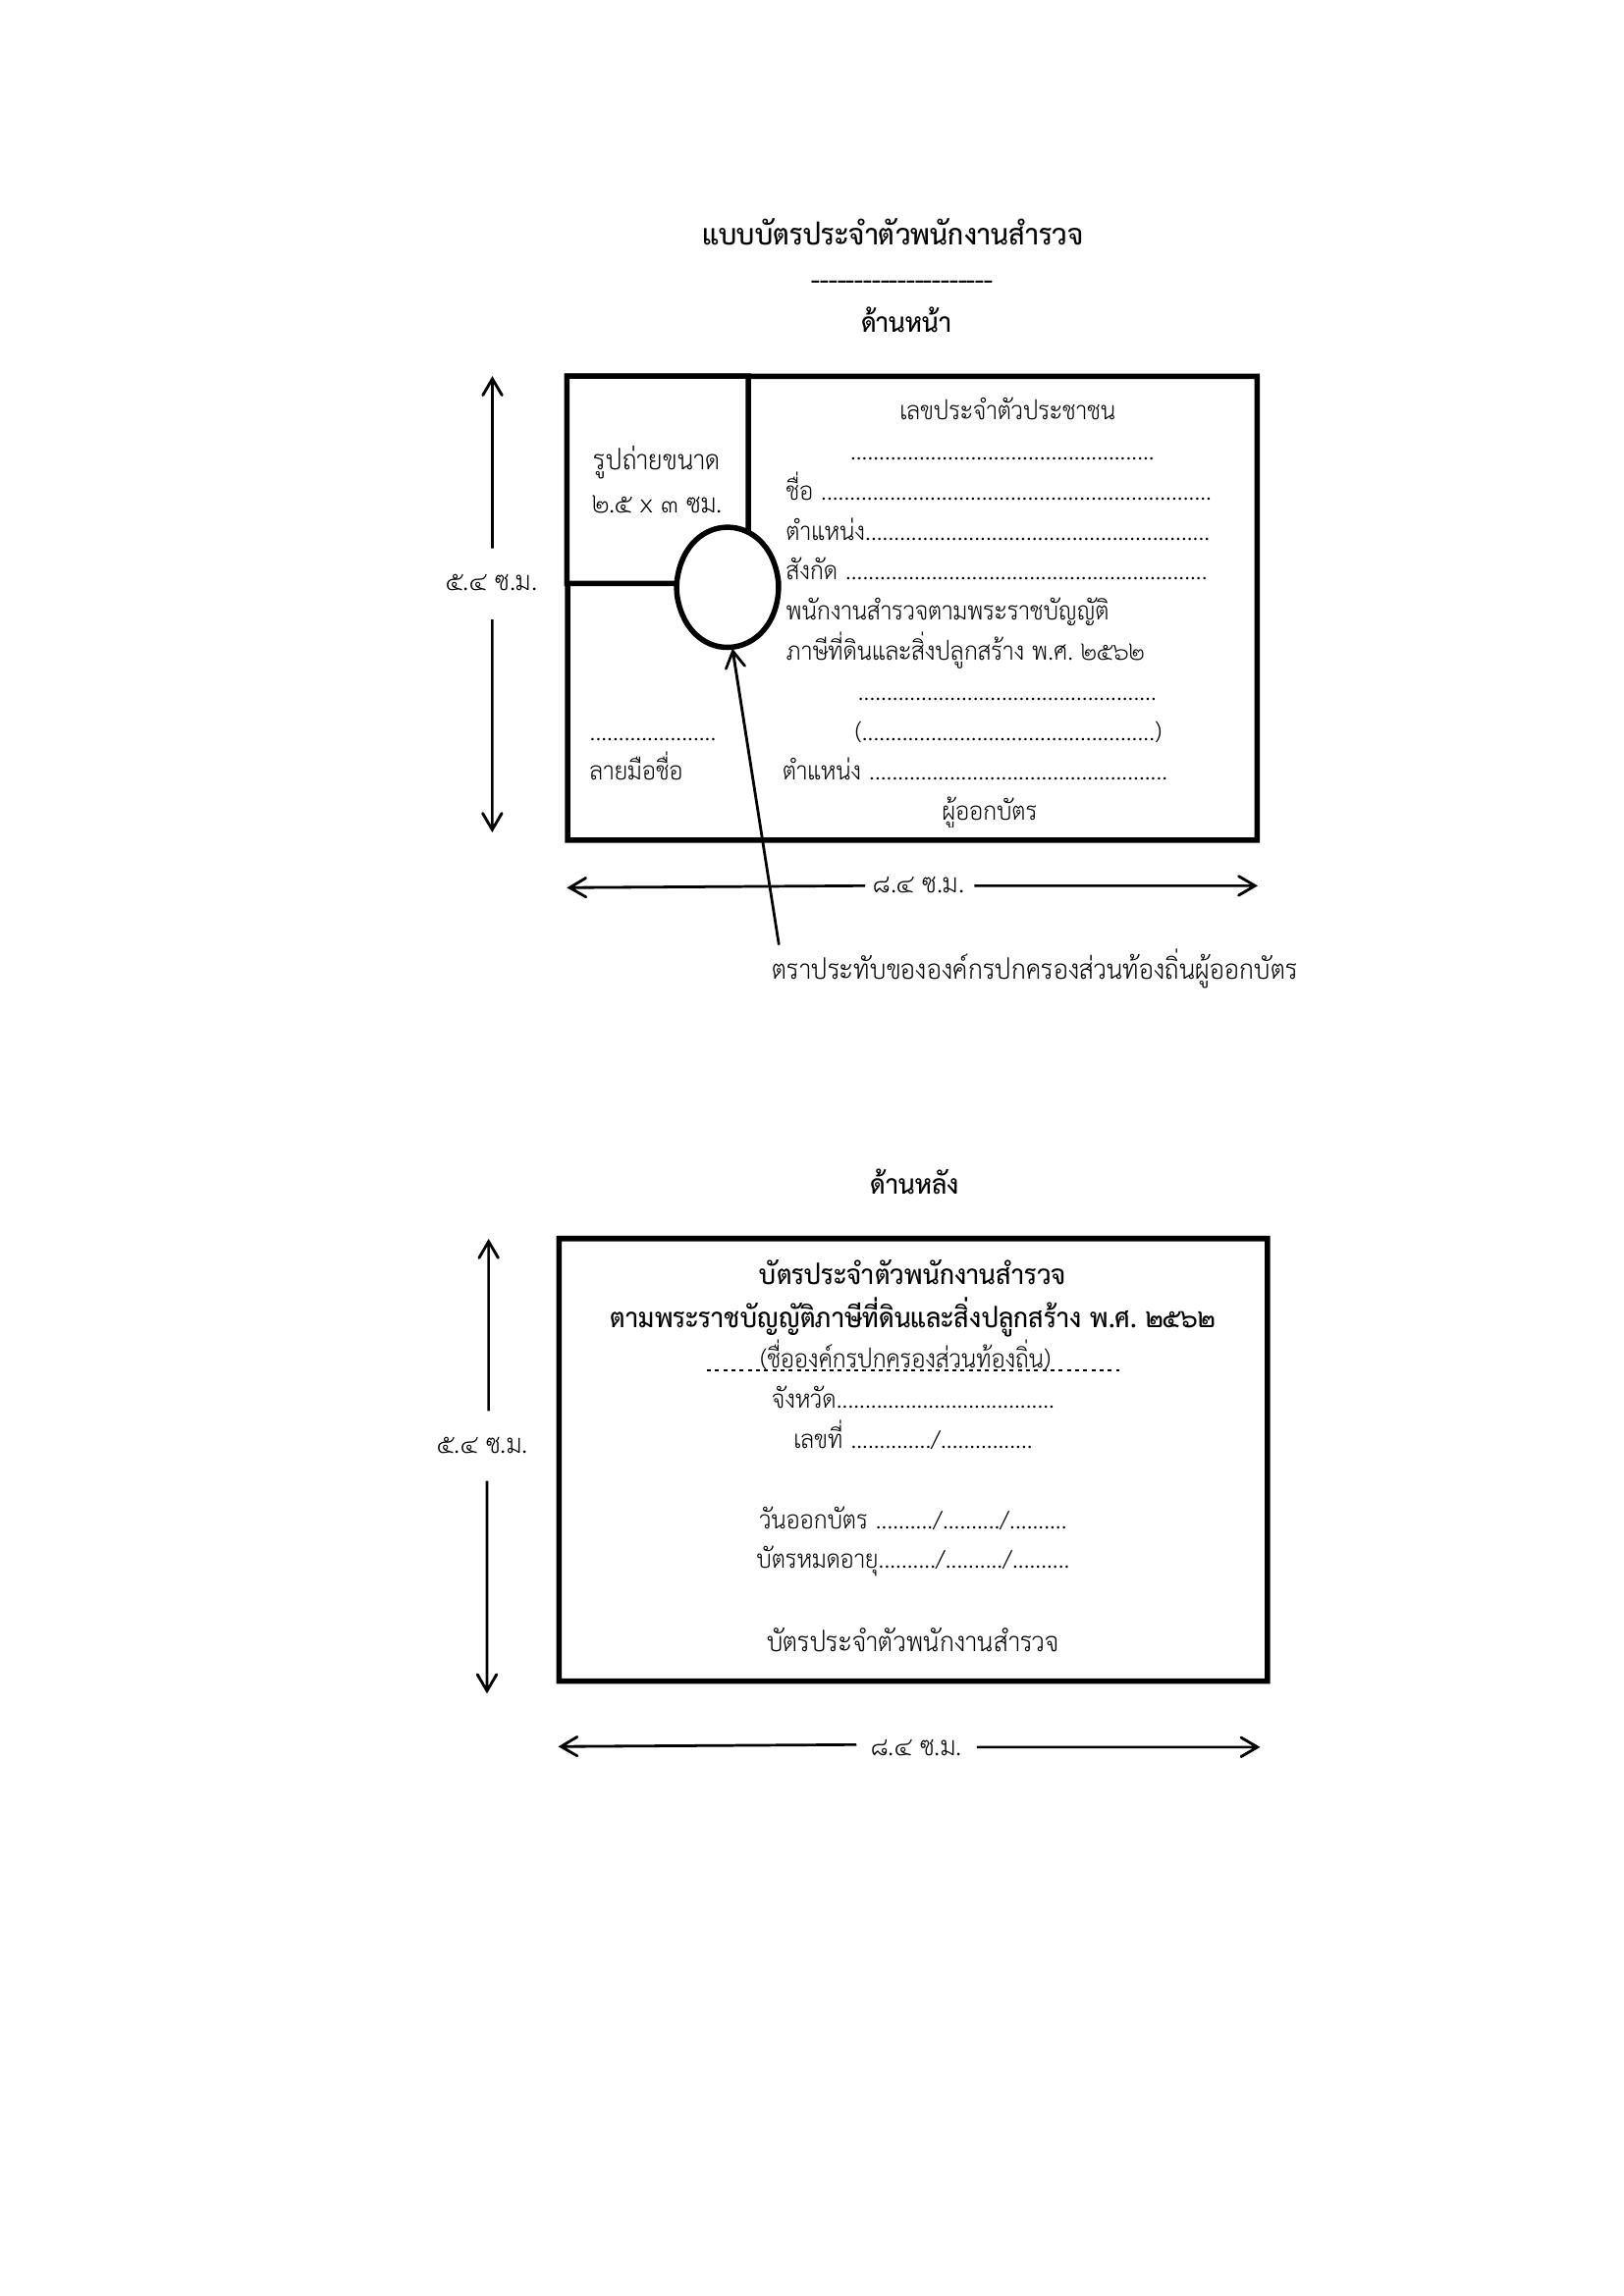 แบบบัตรประจำตัวพนักงานสำรวจ
---------------------
ด้านหน้า
เลขประจำตัวประชาชน
.....................................................
รูปถ่ายขนาด
๒.๕ x ๓ ซม.
ชื่อ ....................................................................
ตำแหน่ง............................................................
สังกัด ...............................................................
พนักงานสำรวจตามพระราชบัญญัติ
ภาษีที่ดินและสิ่งปลูกสร้าง พ.ศ. ๒๕๖๒
....................................................
(...................................................)
ตำแหน่ง ....................................................
ผู้ออกบัตร
......................
ลายมือชื่อ
๕.๔ ซ.ม.
๘.๔ ซ.ม.
ตราประทับขององค์กรปกครองส่วนท้องถิ่นผู้ออกบัตร
ด้านหลัง
บัตรประจำตัวพนักงานสำรวจ
ตามพระราชบัญญัติภาษีที่ดินและสิ่งปลูกสร้าง พ.ศ. ๒๕๖๒
(ชื่อองค์กรปกครองส่วนท้องถิ่น)
จังหวัด......................................
เลขที่ ............../................
วันออกบัตร ........../........../..........
บัตรหมดอายุ........../........../..........
บัตรประจำตัวพนักงานสำรวจ
๕.๔ ซ.ม.
๘.๔ ซ.ม.